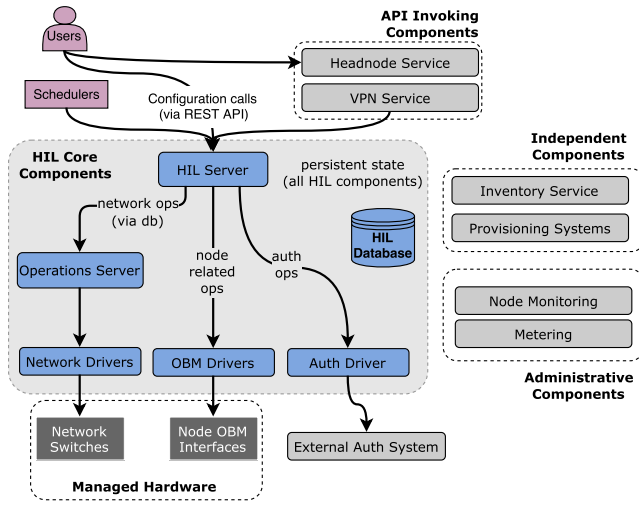 Users
API Invoking
Components
Headnode Service
VPN Service
Schedulers
Configuration calls
(via REST API)
HIL Core
Components
HIL Server
persistent state
(all HIL components)
Independent
Components
Inventory Service
Provisioning Systems
network ops
(via db)
HIL
Database
node
related
ops
auth
ops
Operations Server
Node Monitoring
Metering
Administrative
Components
Network Drivers
OBM Drivers
Auth Driver
Network
Switches
Node OBM
Interfaces
External Auth System
Managed Hardware